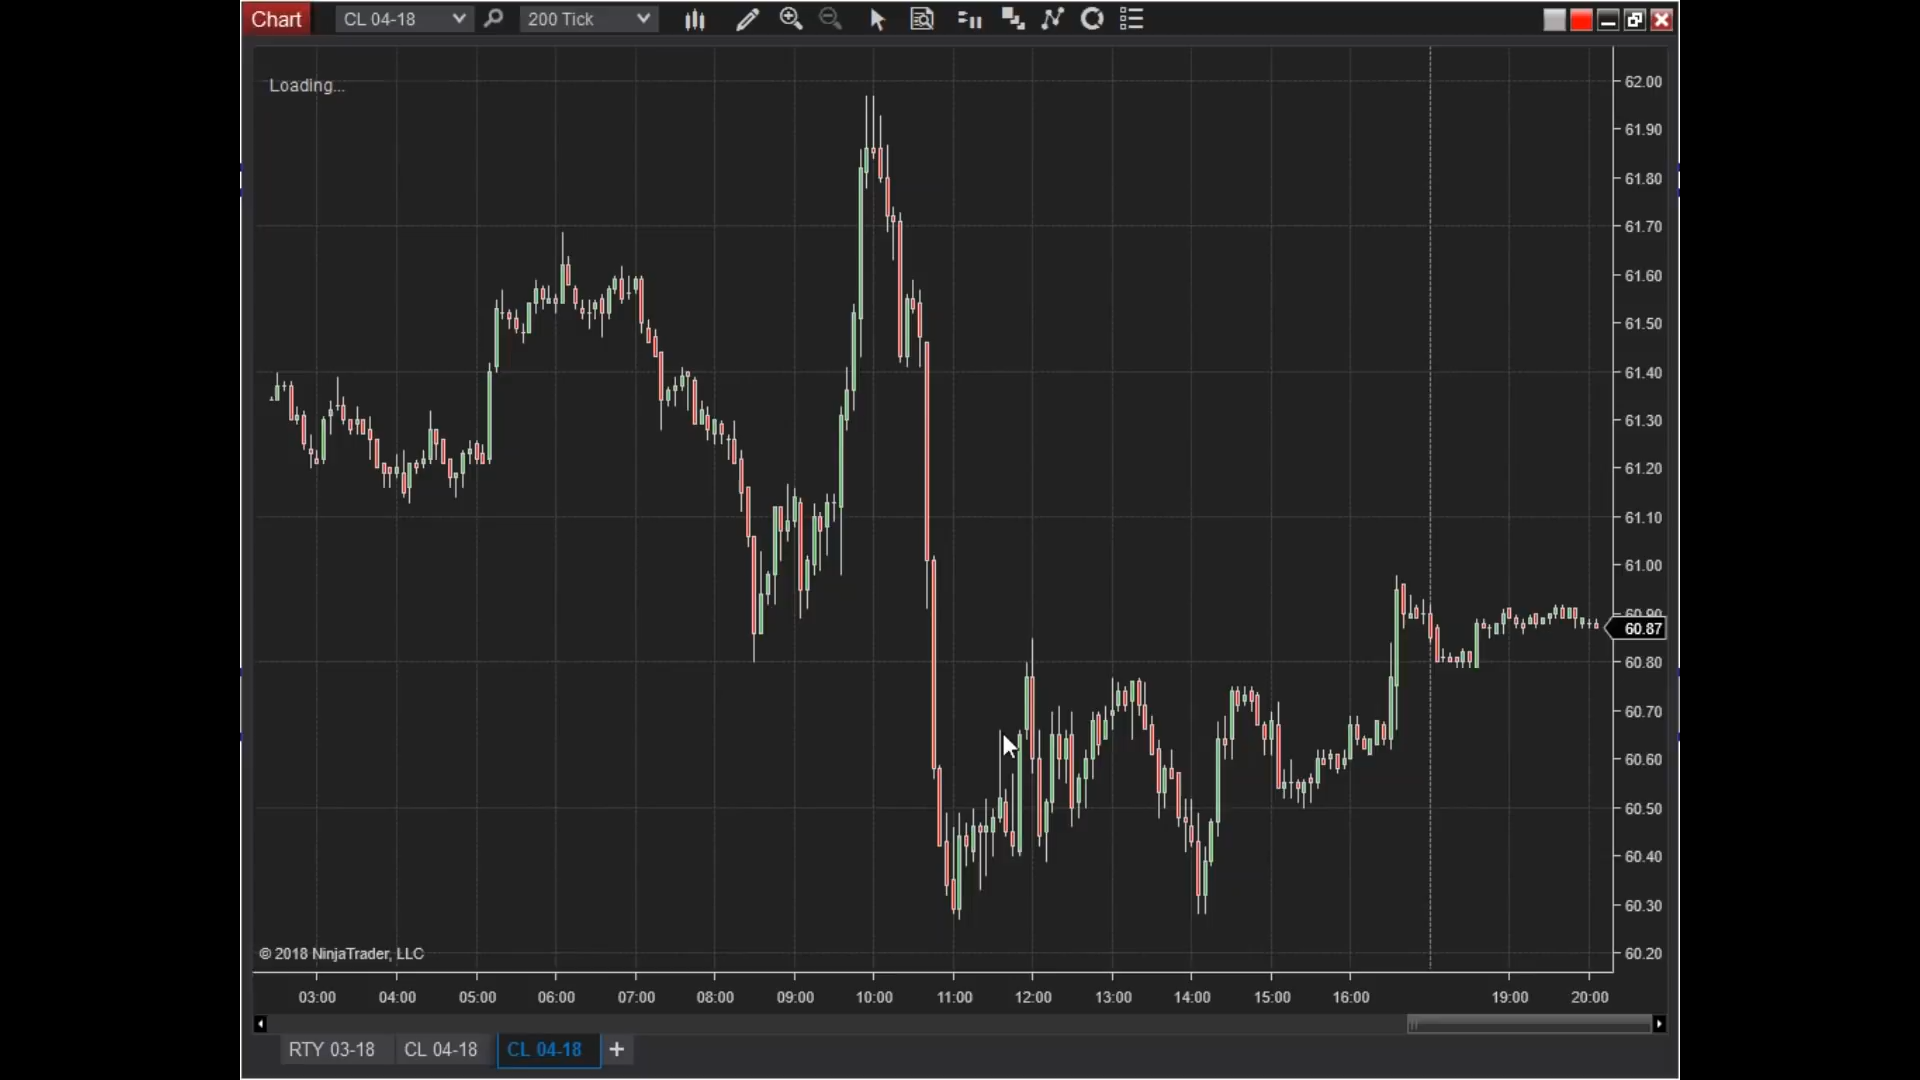 Chart
CL 04-18
200 Tick
Loading...
62.00
61.90
61.80
61.70
61.60
61.50
61.40
61.30
61.20
61.10
61.00
60.90
60.87
60.80
60.70
60.60
60.50
60.40
60.30
60.20
© 2018 NinjaTrader, LLC
03:00 04:00 05:00 06:00 07:00 08:00 09:00 10:00 11:00 12:00 13:00 14:00 15:00 16:00 19:00 20:00
RTY 03-18 CL 04-18 CL 04-18 +